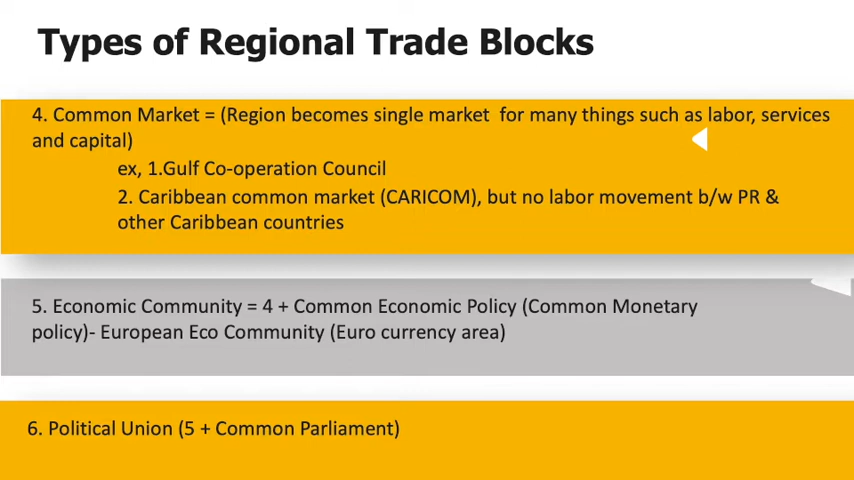 Types of Regional Trade Blocks
4. Common Market = (Region becomes single market for many things such as labor, services
and capital)
ex, 1.Gulf Co-operation Council
2. Caribbean common market (CARICOM), but no labor movement b/w PR &
other Caribbean countries
5. Economic Community = 4 + Common Economic Policy (Common Monetary
policy)- European Eco Community (Euro currency area)
6. Political Union (5 + Common Parliament)